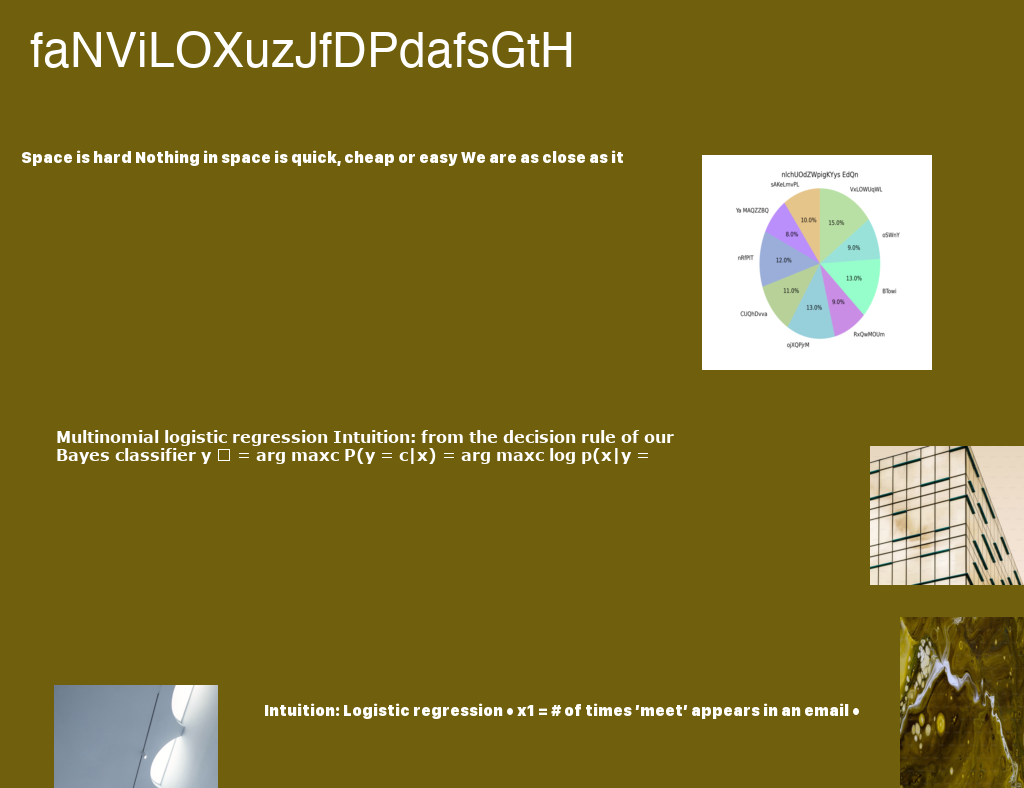 faNViLOXuzJfDPdafsGtH
Space is hard Nothing in space is quick, cheap or easy We are as close as it
nIchUOdZWpigKYys EdQn
sAKeLmvPL
VxLOWUqWL
Ya MAQZZBQ
10.0%
15.0%
8.0%
oSWnY
9.0%
nRfPIT
12.0%
13.0%
11.0%
9.0%
BTowi
13.0%
CUQhDvva
RxQwMOUm
ojXQPjrM
Multinomial logistic regression Intuition: from the decision rule of our
Bayes classifier y □ = arg maxc P(y = c|x) = arg maxc log p(x|y =
Intuition: Logistic regression • x1 = # of times ’meet’ appears in an email •